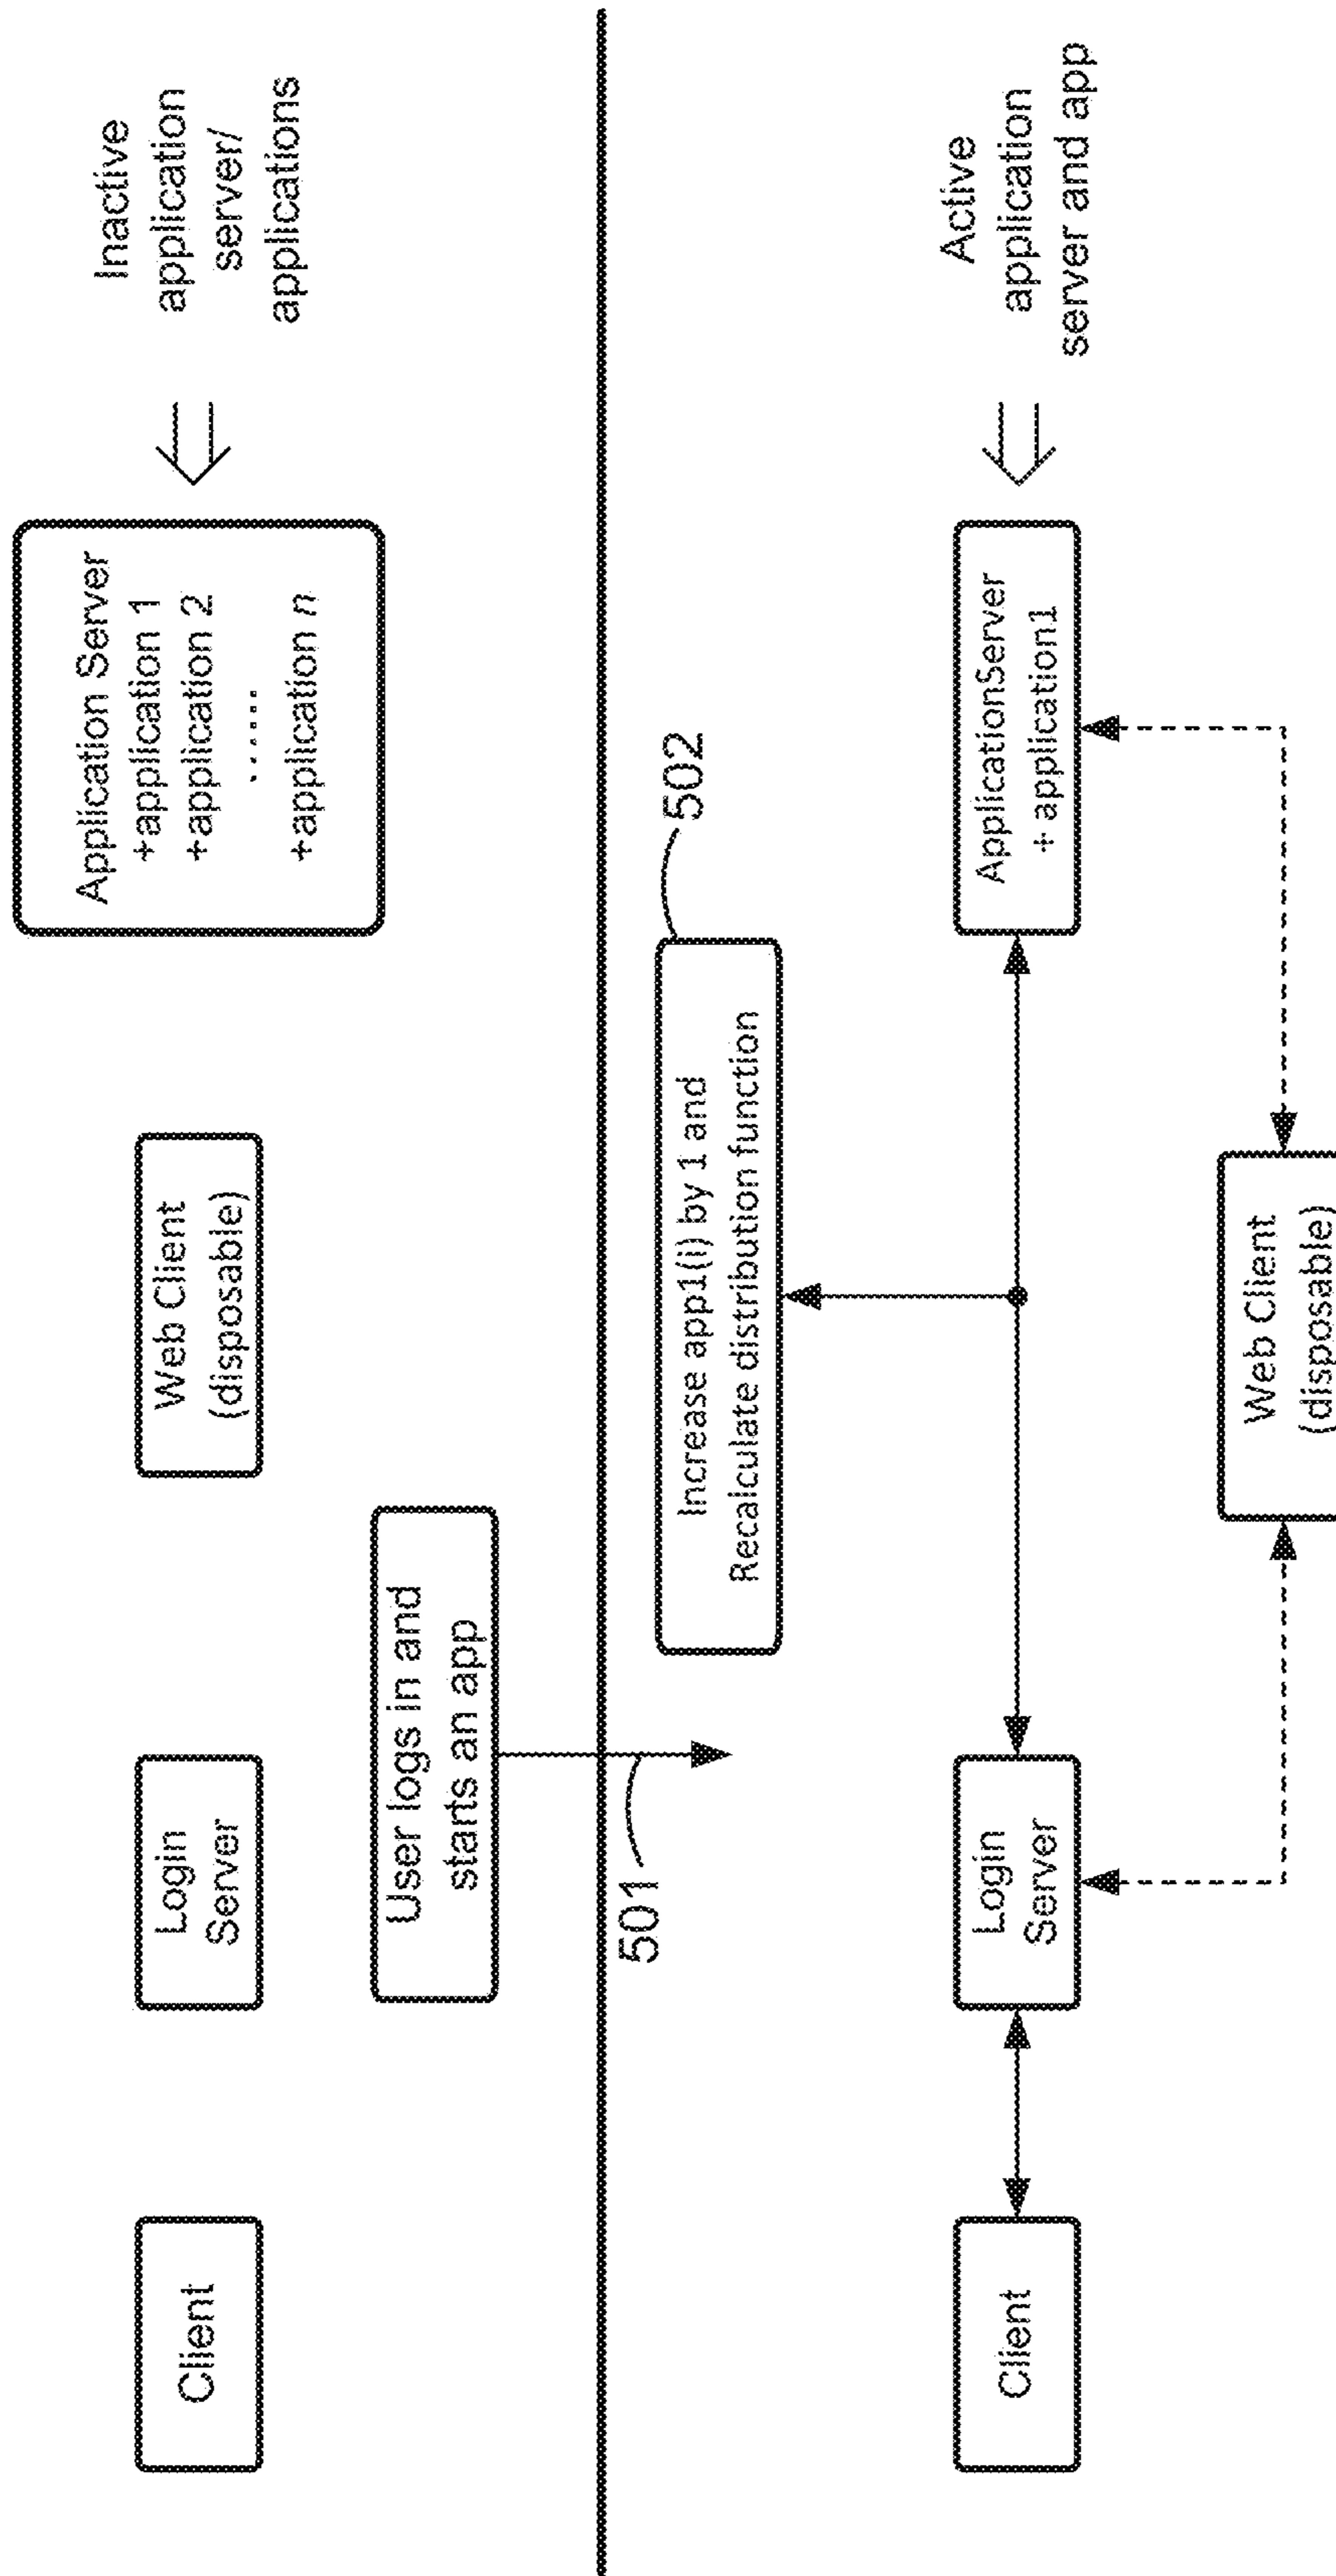 Client
Login
Server
Web Client
(disposable)
Application Server
+application 1
+application 2
......
+application n
Inactive
application
server/
applications
User logs in and
starts an app
501
Increase app1(i) by 1 and
Recalculate distribution function
502
Client
Login
Server
ApplicationServer
+ application1
Active
application
server and app
Web Client
(disposable)